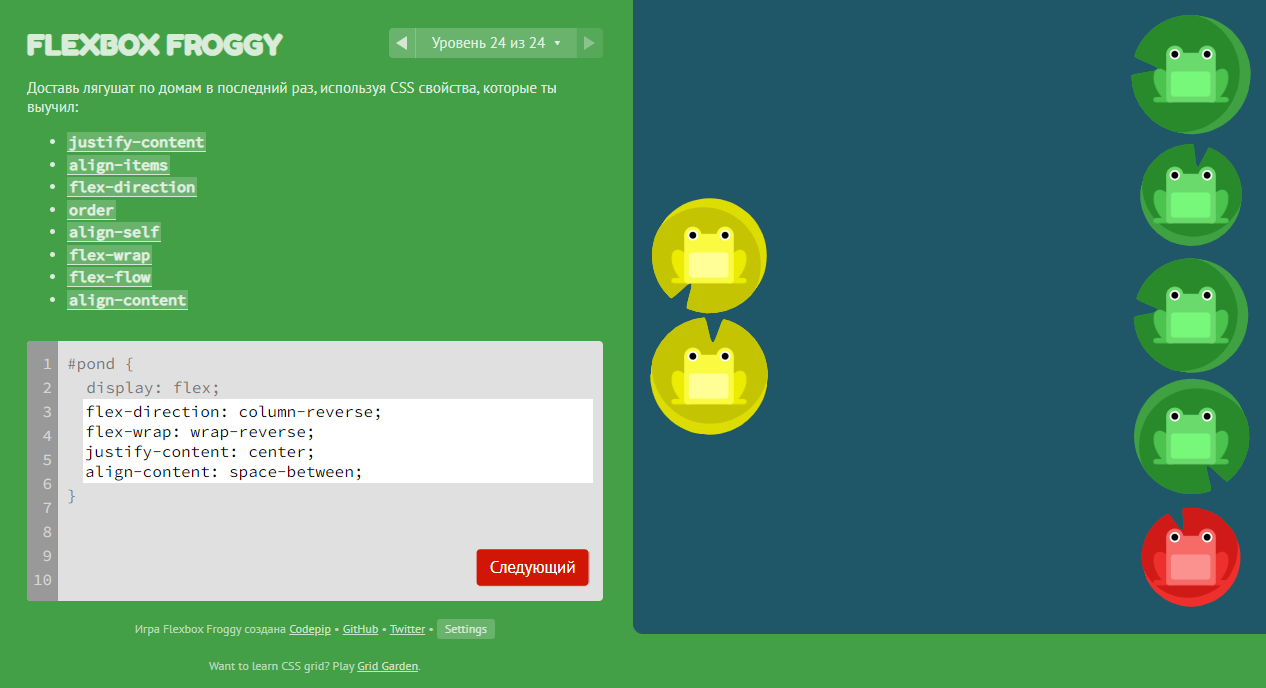 FLEXBOX FROGGY
Уровень 24 из 24
Доставь лягушат по домам в последний раз, используя CSS свойства, которые ты
выучил:
justify-content
align-items
flex-direction
order
align-self
flex-wrap
flex-flow
align-content
1 #pond {
2 display: flex;
3 flex-direction: column-reverse;
4 flex-wrap: wrap-reverse;
5 justify-content: center;
6 align-content: space-between;
7 }
8
9
10
Следующий
Игра Flexbox Froggy создана Codepip • GitHub • Twitter • Settings
Want to learn CSS grid? Play Grid Garden.